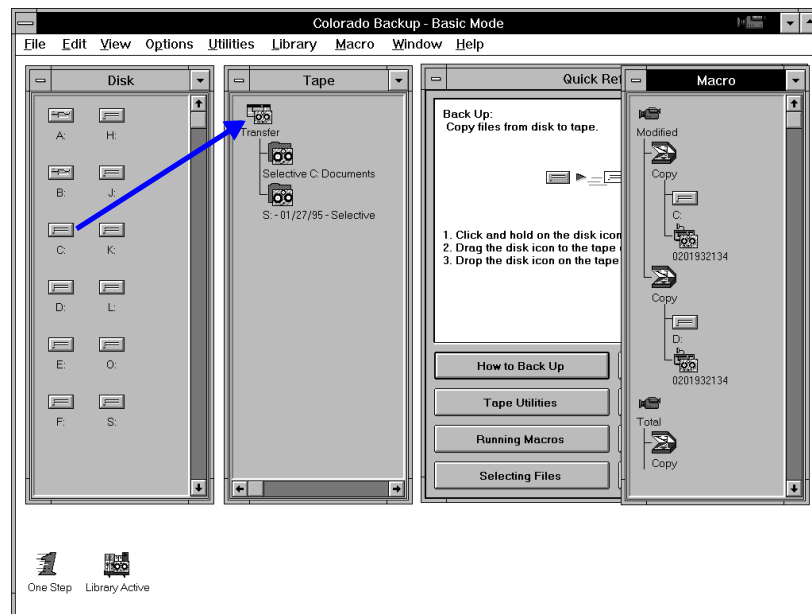 Colorado Backup - Basic Mode
File Edit View Options Utilities Library Macro Window Help
Disk
A: H:
B: J:
C: K:
D: L:
E: O:
F: S:
Tape
Transfer
Selective C: Documents
S: - 01/27/95 - Selective
Quick Ref
Back Up:
Copy files from disk to tape.
1. Click and hold on the disk icon
2. Drag the disk icon to the tape
3. Drop the disk icon on the tape
How to Back Up
Tape Utilities
Running Macros
Selecting Files
Macro
Modified
Copy
C:
0201932134
Copy
D:
0201932134
Total
Copy
One Step Library Active